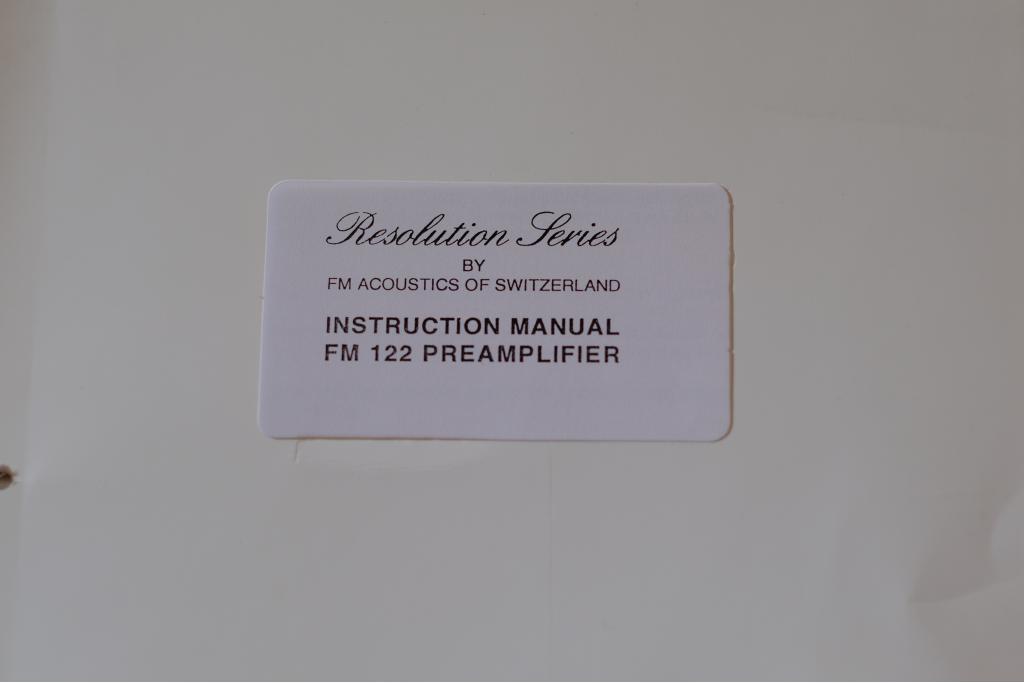 Resolution Series
BY
FM ACOUSTICS OF SWITZERLAND
INSTRUCTION MANUAL
FM 122 PREAMPLIFIER